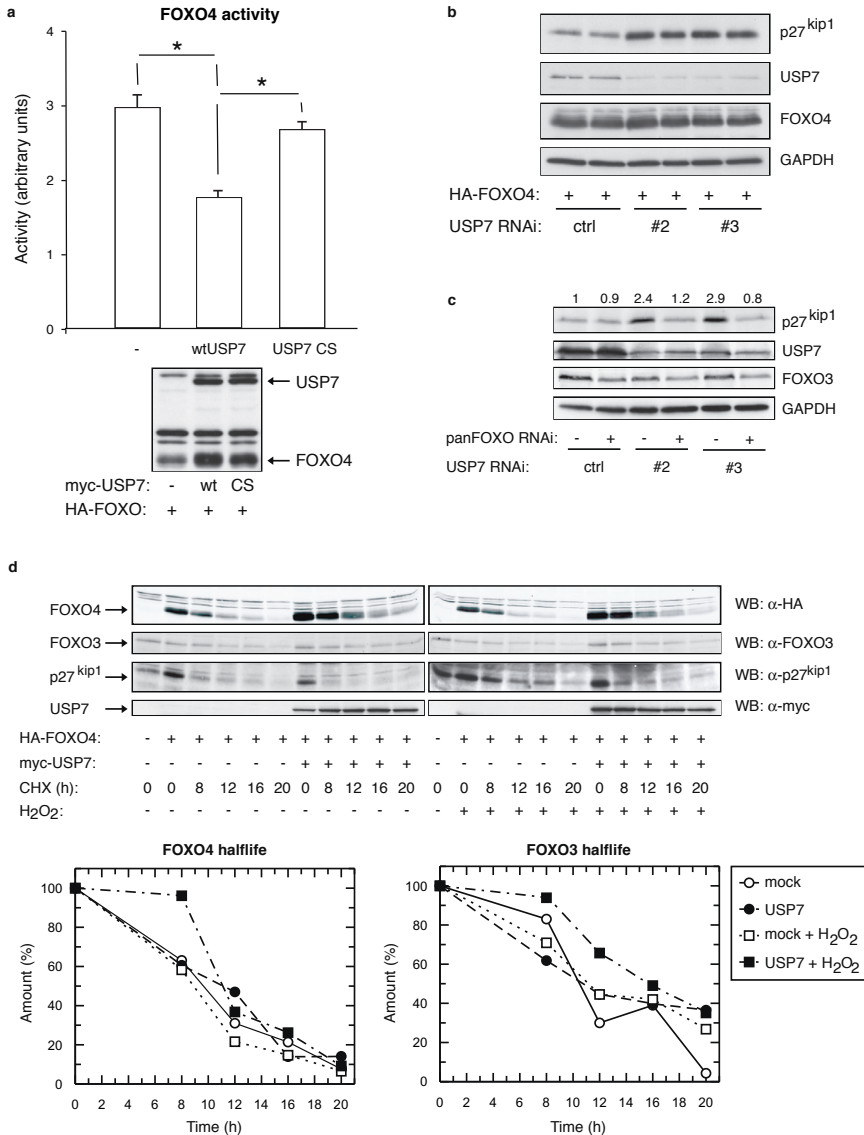 a
FOXO4 activity
Activity (arbitrary units)
4
3
2
1
0
*
*
- wtUSP7 USP7 CS
USP7
FOXO4
myc-USP7: - wt CS
HA-FOXO: + + +
b
p27kip1
USP7
FOXO4
GAPDH
HA-FOXO4: + + + + + +
USP7 RNAi: ctrl #2 #3
c
1 0.9 2.4 1.2 2.9 0.8
p27kip1
USP7
FOXO3
GAPDH
panFOXO RNAi: - + - + - +
USP7 RNAi: ctrl #2 #3
d
FOXO4 WB: α-HA
FOXO3 WB: α-FOXO3
p27kip1 WB: α-p27kip1
USP7 WB: α-myc
HA-FOXO4: - + + + + + + + + + + - + + + + + + + + + +
myc-USP7: - - - - - - + + + + + - - - - - - + + + + +
CHX (h): 0 0 8 12 16 20 0 8 12 16 20 0 0 8 12 16 20 0 8 12 16 20
H2O2: - - - - - - - - - - - - + + + + + + + + + +
FOXO4 halflife
Amount (%)
100
80
60
40
20
0
0 2 4 6 8 10 12 14 16 18 20
Time (h)
FOXO3 halflife
Amount (%)
100
80
60
40
20
0
0 2 4 6 8 10 12 14 16 18 20
Time (h)
mock
USP7
mock + H2O2
USP7 + H2O2